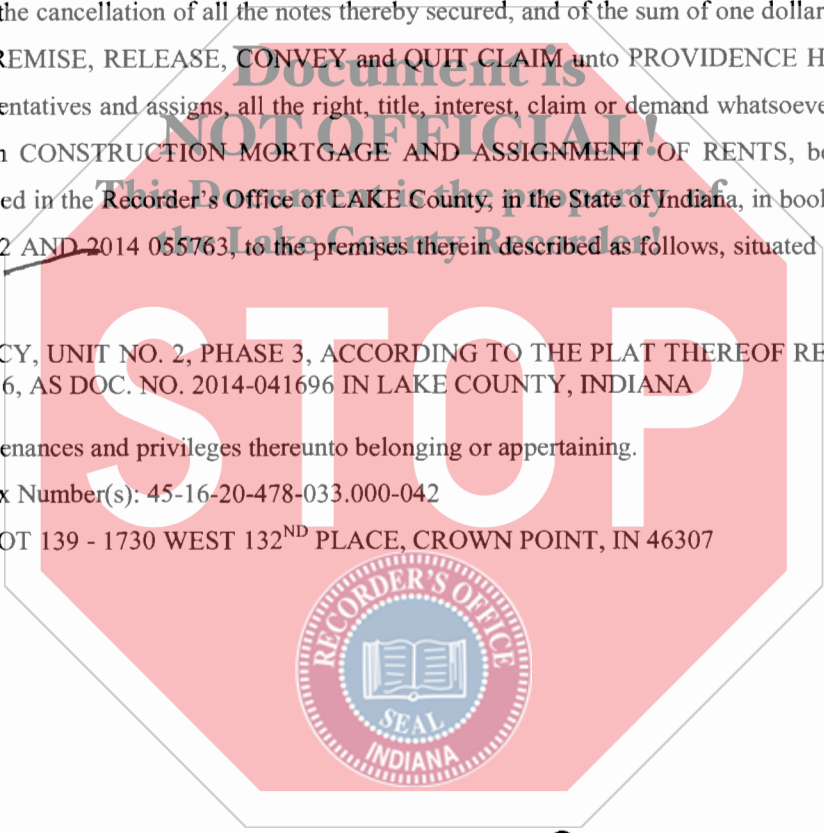 the cancellation of all the notes thereby secured, and of the sum of one dollar
REMISE, RELEASE, CONVEY and QUIT CLAIM unto PROVIDENCE H
Document is
entatives and assigns, all the right, title, interest, claim or demand whatsoeve
NOT OFFICIAL!
n CONSTRUCTION MORTGAGE AND ASSIGNMENT OF RENTS, be
This Document is the property of
ed in the Recorder's Office of LAKE County, in the State of Indiana, in book
the Lake County Recorder!
2 AND 2014 055763, to the premises therein described as follows, situated
STOP
CY, UNIT NO. 2, PHASE 3, ACCORDING TO THE PLAT THEREOF RE
6, AS DOC. NO. 2014-041696 IN LAKE COUNTY, INDIANA
enances and privileges thereunto belonging or appertaining.
x Number(s): 45-16-20-478-033.000-042
OT 139 - 1730 WEST 132ND PLACE, CROWN POINT, IN 46307
RECORDER'S OFFICE
SEAL
INDIANA